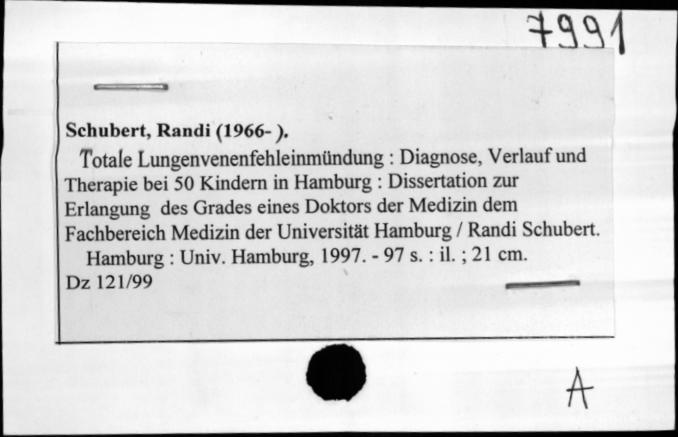 7991
Schubert, Randi (1966- ).
Totale Lungenvenenfehleinmündung : Diagnose, Verlauf und
Therapie bei 50 Kindern in Hamburg : Dissertation zur
Erlangung des Grades eines Doktors der Medizin dem
Fachbereich Medizin der Universität Hamburg / Randi Schubert.
Hamburg : Univ. Hamburg, 1997. - 97 s. : il. ; 21 cm.
Dz 121/99
A